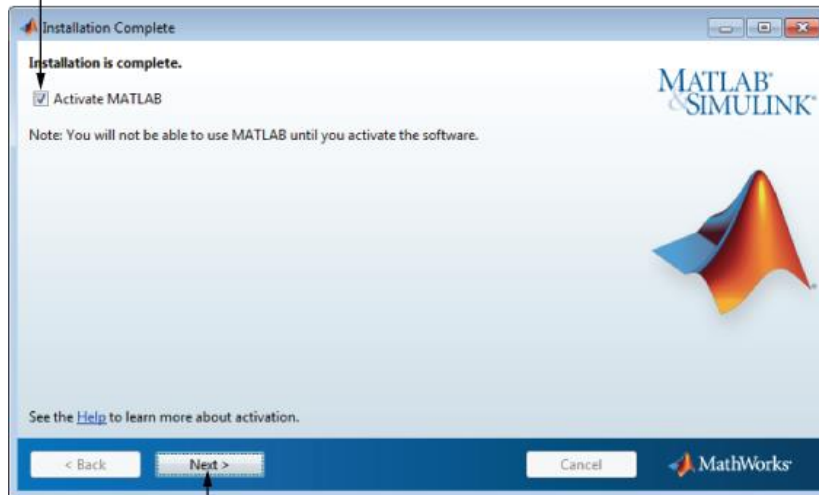 Installation Complete
Installation is complete.
Activate MATLAB
Note: You will not be able to use MATLAB until you activate the software.
MATLAB®
&SIMULINK®
See the Help to learn more about activation.
< Back
Next >
Cancel
MathWorks®